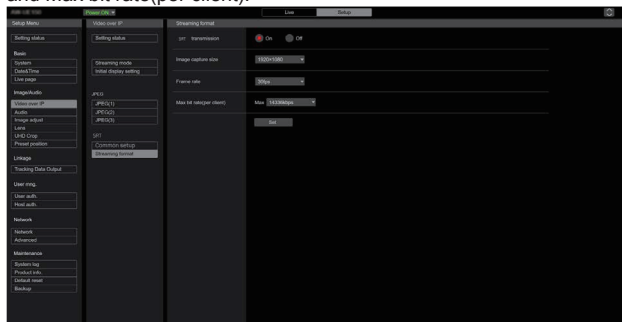 and max bit rate(per client).
Power ON
Live
Setup
Setup Menu
Video over IP
Streaming format
Setting status
Setting status
SRT transmission
On
Off
Basic
System
Date&Time
Live page
Streaming mode
Initial display setting
Image capture size
1920×1080
Frame rate
30fps
Image/Audio
Video over IP
Audio
Image adjust
Lens
UHD Crop
Preset position
JPEG
JPEG(1)
JPEG(2)
JPEG(3)
Max bit rate(per client)
Max
14336kbps
Set
SRT
Common setup
Streaming format
Linkage
Tracking Data Output
User mng.
User auth.
Host auth.
Network
Network
Advanced
Maintenance
System log
Product info.
Default reset
Backup